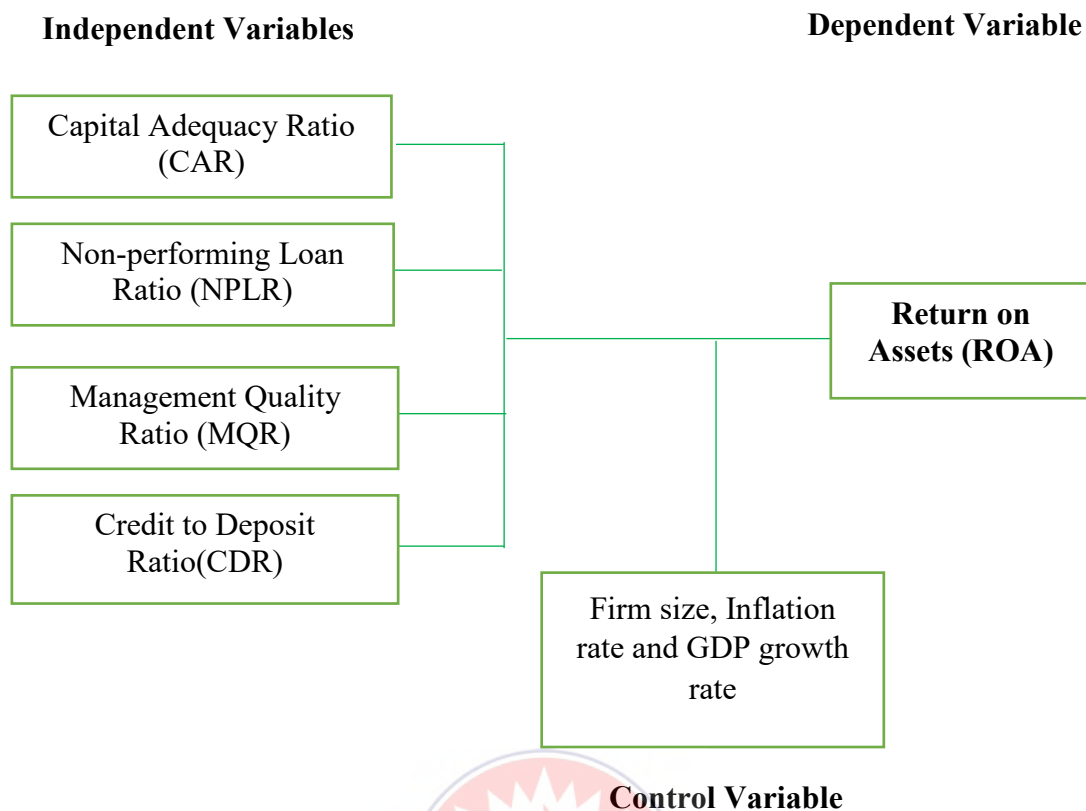 Independent Variables
Dependent Variable
Capital Adequacy Ratio
(CAR)
Non-performing Loan
Ratio (NPLR)
Management Quality
Ratio (MQR)
Credit to Deposit
Ratio(CDR)
Return on
Assets (ROA)
Firm size, Inflation
rate and GDP growth
rate
Control Variable